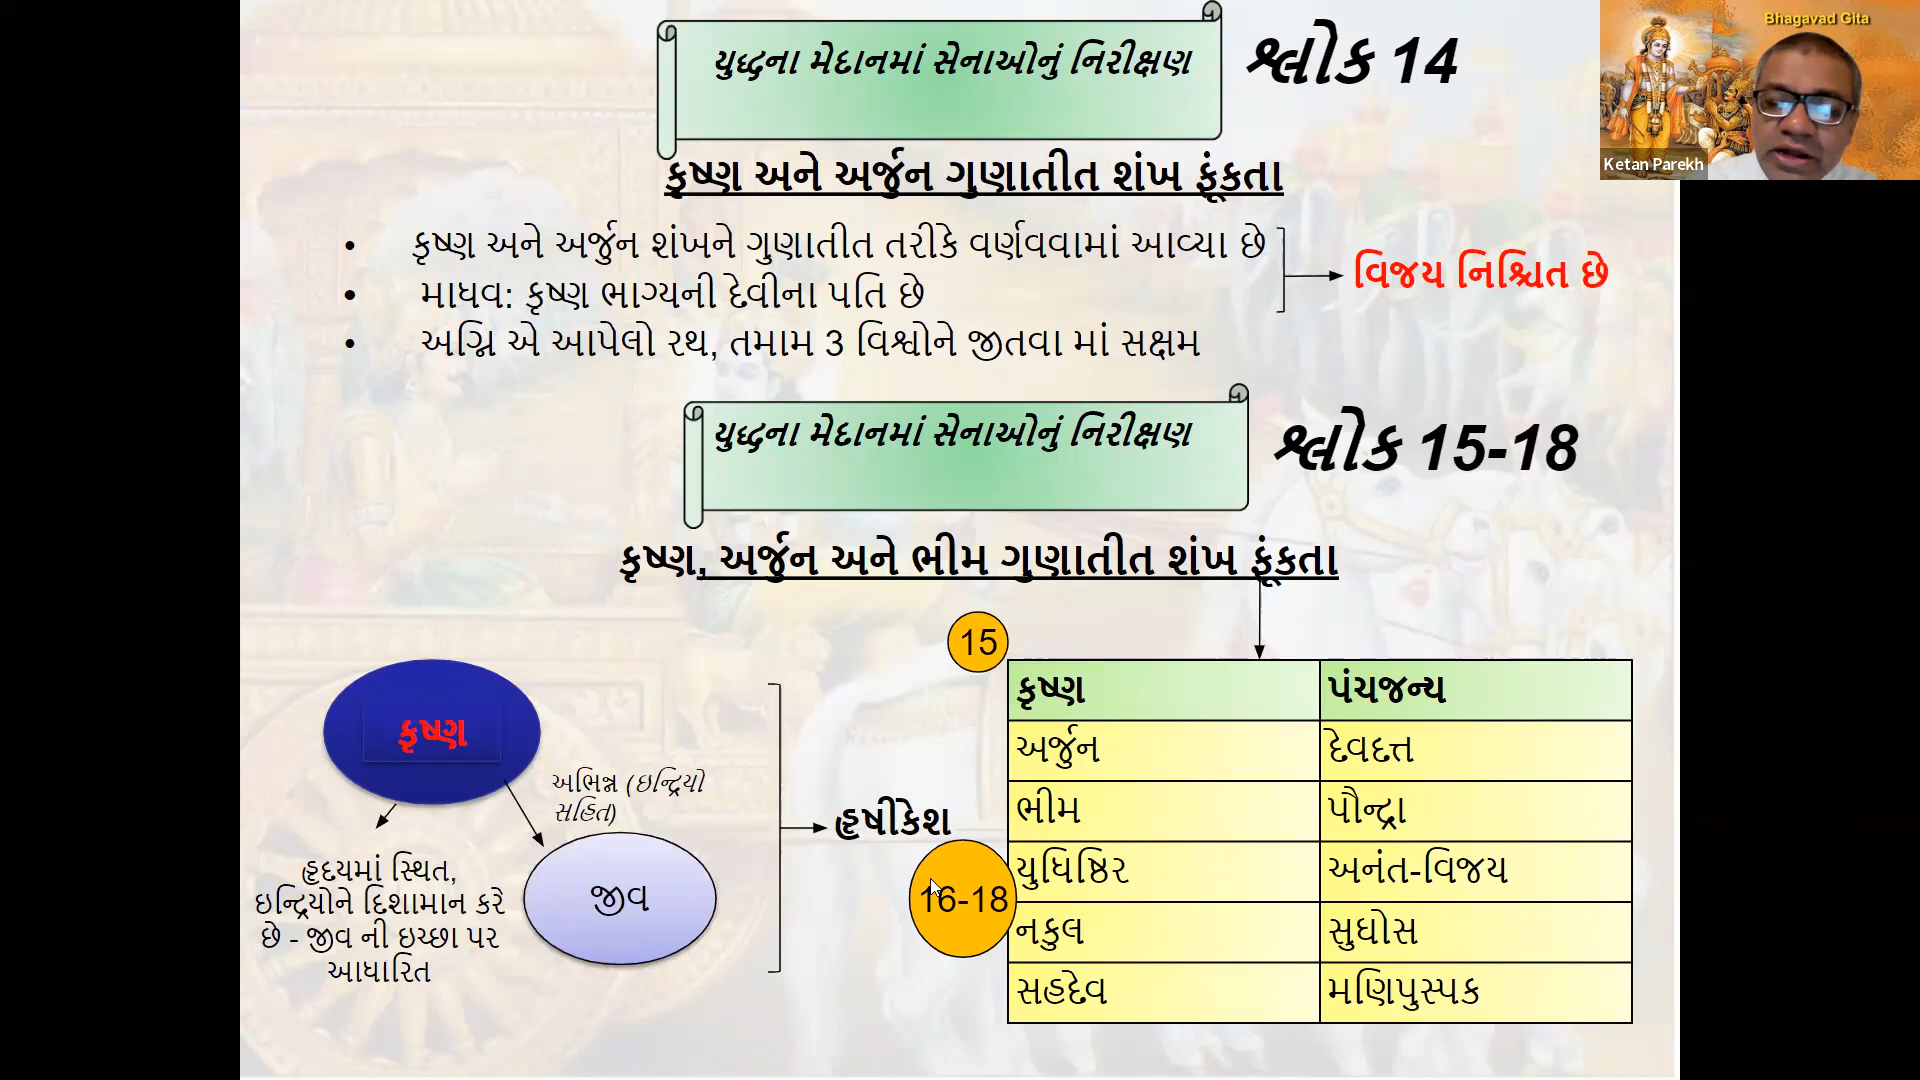 યુદ્ધના મેદાનમાં સેનાઓનું નિરીક્ષણ
શ્લોક 14
Bhagavad Gita
Ketan Parekh
કૃષ્ણ અને અર્જુન ગુણાતીત શંખ ફૂંકતા
• કૃષ્ણ અને અર્જુન શંખને ગુણાતીત તરીકે વર્ણવવામાં આવ્યા છે
• માધવ: કૃષ્ણ ભાગ્યની દેવીના પતિ છે
• અગ્નિ એ આપેલો રથ, તમામ 3 વિશ્વોને જીતવા માં સક્ષમ
વિજય નિશ્ચિત છે
યુદ્ધના મેદાનમાં સેનાઓનું નિરીક્ષણ
શ્લોક 15-18
કૃષ્ણ, અર્જુન અને ભીમ ગુણાતીત શંખ ફૂંકતા
કૃષ્ણ
અભિન્ન (ઇન્દ્રિયો
સહિત)
જીવ
હૃદયમાં સ્થિત,
ઇન્દ્રિયોને દિશામાન કરે
છે - જીવ ની ઇચ્છા પર
આધારિત
હૃષીકેશ
15
16-18
કૃષ્ણ પંચજન્ય
અર્જુન દેવદત્ત
ભીમ પૌન્દ્રા
યુધિષ્ઠિર અનંત-વિજય
નકુલ સુઘોસ
સહદેવ મણિપુસ્પક